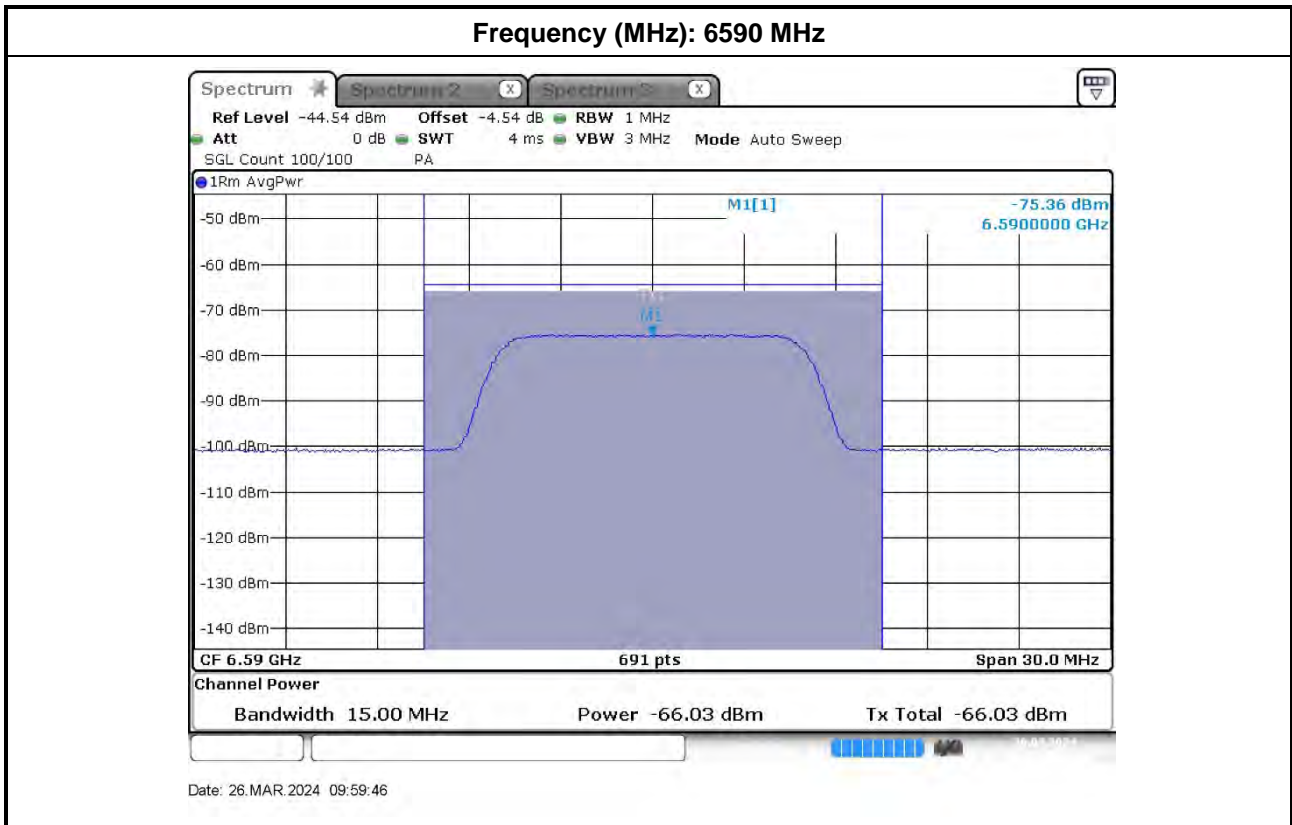 Frequency (MHz): 6590 MHz
Spectrum Spectrum 2 X X
Ref Level -44.54 dBm Offset -4.54 dB RBW 1 MHz
Att 0 dB SWT 4 ms VBW 3 MHz Mode Auto Sweep
SGL Count 100/100 PA
1Rm AvgPwr
M1[1] -75.36 dBm
6.5900000 GHz
-50 dBm
-60 dBm
-70 dBm
M1
-80 dBm
-90 dBm
-100 dBm
-110 dBm
-120 dBm
-130 dBm
-140 dBm
CF 6.59 GHz 691 pts Span 30.0 MHz
Channel Power
Bandwidth 15.00 MHz Power -66.03 dBm Tx Total -66.03 dBm
Date: 26.MAR.2024 09:59:46